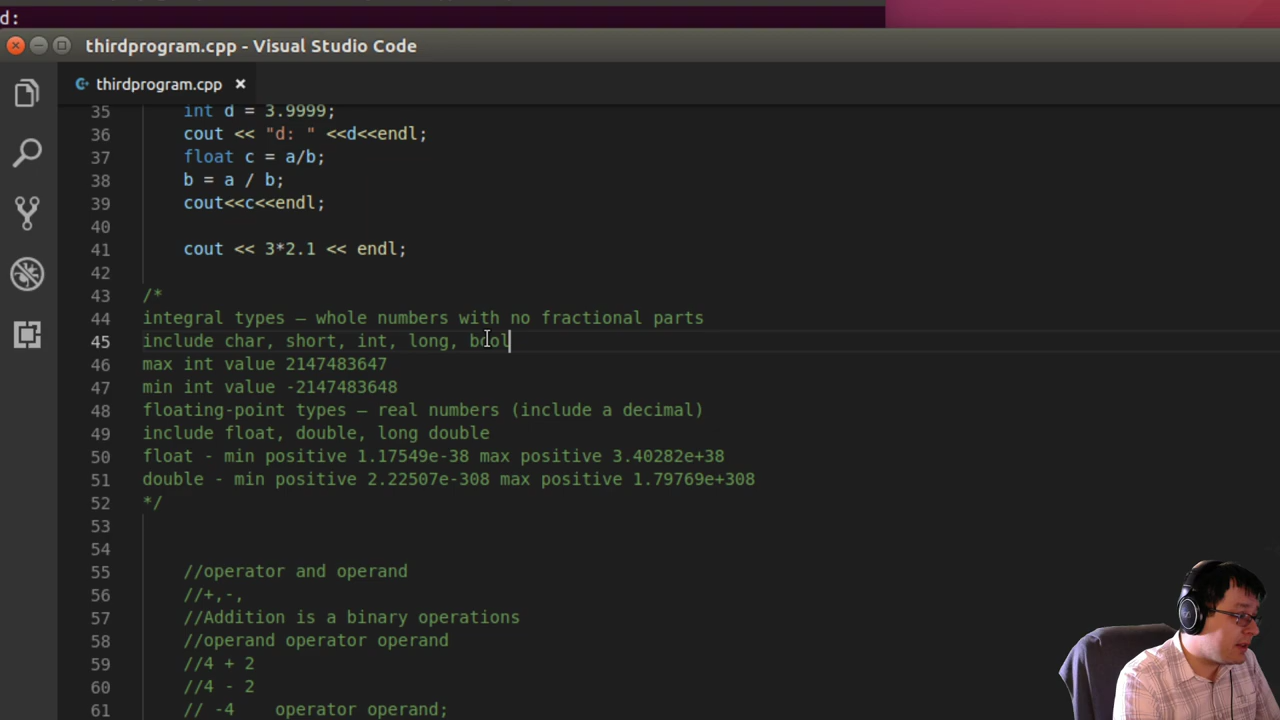 d:
thirdprogram.cpp - Visual Studio Code
thirdprogram.cpp ×
35 int d = 3.9999;
36 cout << "d: " <<d<<endl;
37 float c = a/b;
38 b = a / b;
39 cout<<c<<endl;
40
41 cout << 3*2.1 << endl;
42
43 /*
44 integral types – whole numbers with no fractional parts
45 include char, short, int, long, bool
46 max int value 2147483647
47 min int value -2147483648
48 floating-point types – real numbers (include a decimal)
49 include float, double, long double
50 float - min positive 1.17549e-38 max positive 3.40282e+38
51 double - min positive 2.22507e-308 max positive 1.79769e+308
52 */
53
54
55 //operator and operand
56 //+,-,
57 //Addition is a binary operations
58 //operand operator operand
59 //4 + 2
60 //4 - 2
61 // -4 operator operand;